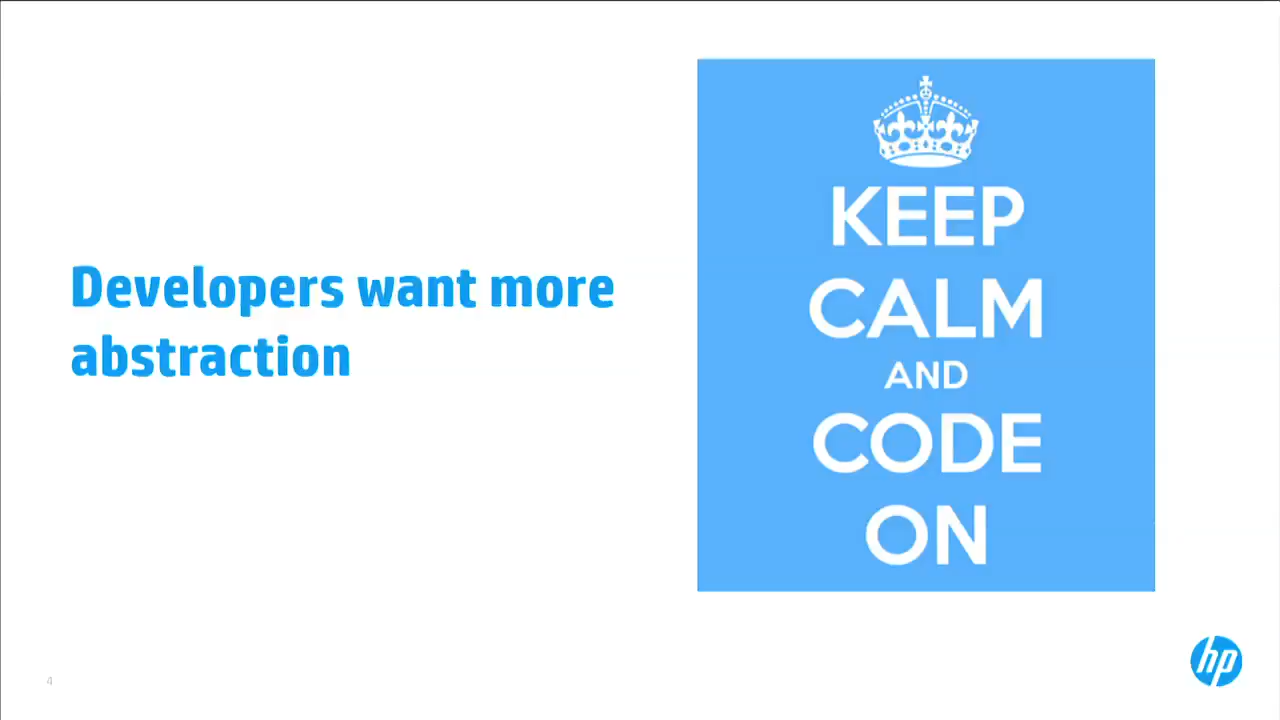 Developers want more
abstraction
KEEP
CALM
AND
CODE
ON
4
hp